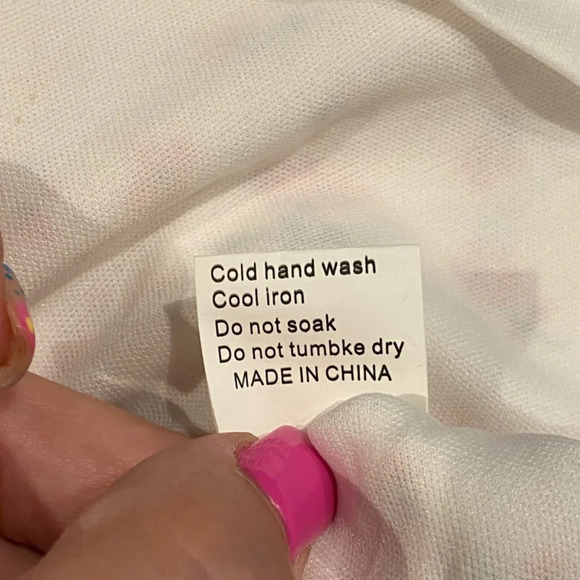 Cold hand wash
Cool iron
Do not soak
Do not tumbke dry
MADE IN CHINA